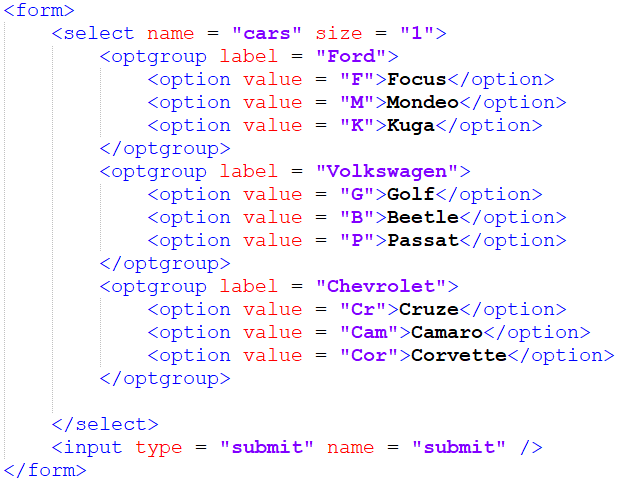 <form>
    <select name = "cars" size = "1">
        <optgroup label = "Ford">
            <option value = "F">Focus</option>
            <option value = "M">Mondeo</option>
            <option value = "K">Kuga</option>
        </optgroup>
        <optgroup label = "Volkswagen">
            <option value = "G">Golf</option>
            <option value = "B">Beetle</option>
            <option value = "P">Passat</option>
        </optgroup>
        <optgroup label = "Chevrolet">
            <option value = "Cr">Cruze</option>
            <option value = "Cam">Camaro</option>
            <option value = "Cor">Corvette</option>
        </optgroup>
    </select>
    <input type = "submit" name = "submit" />
</form>